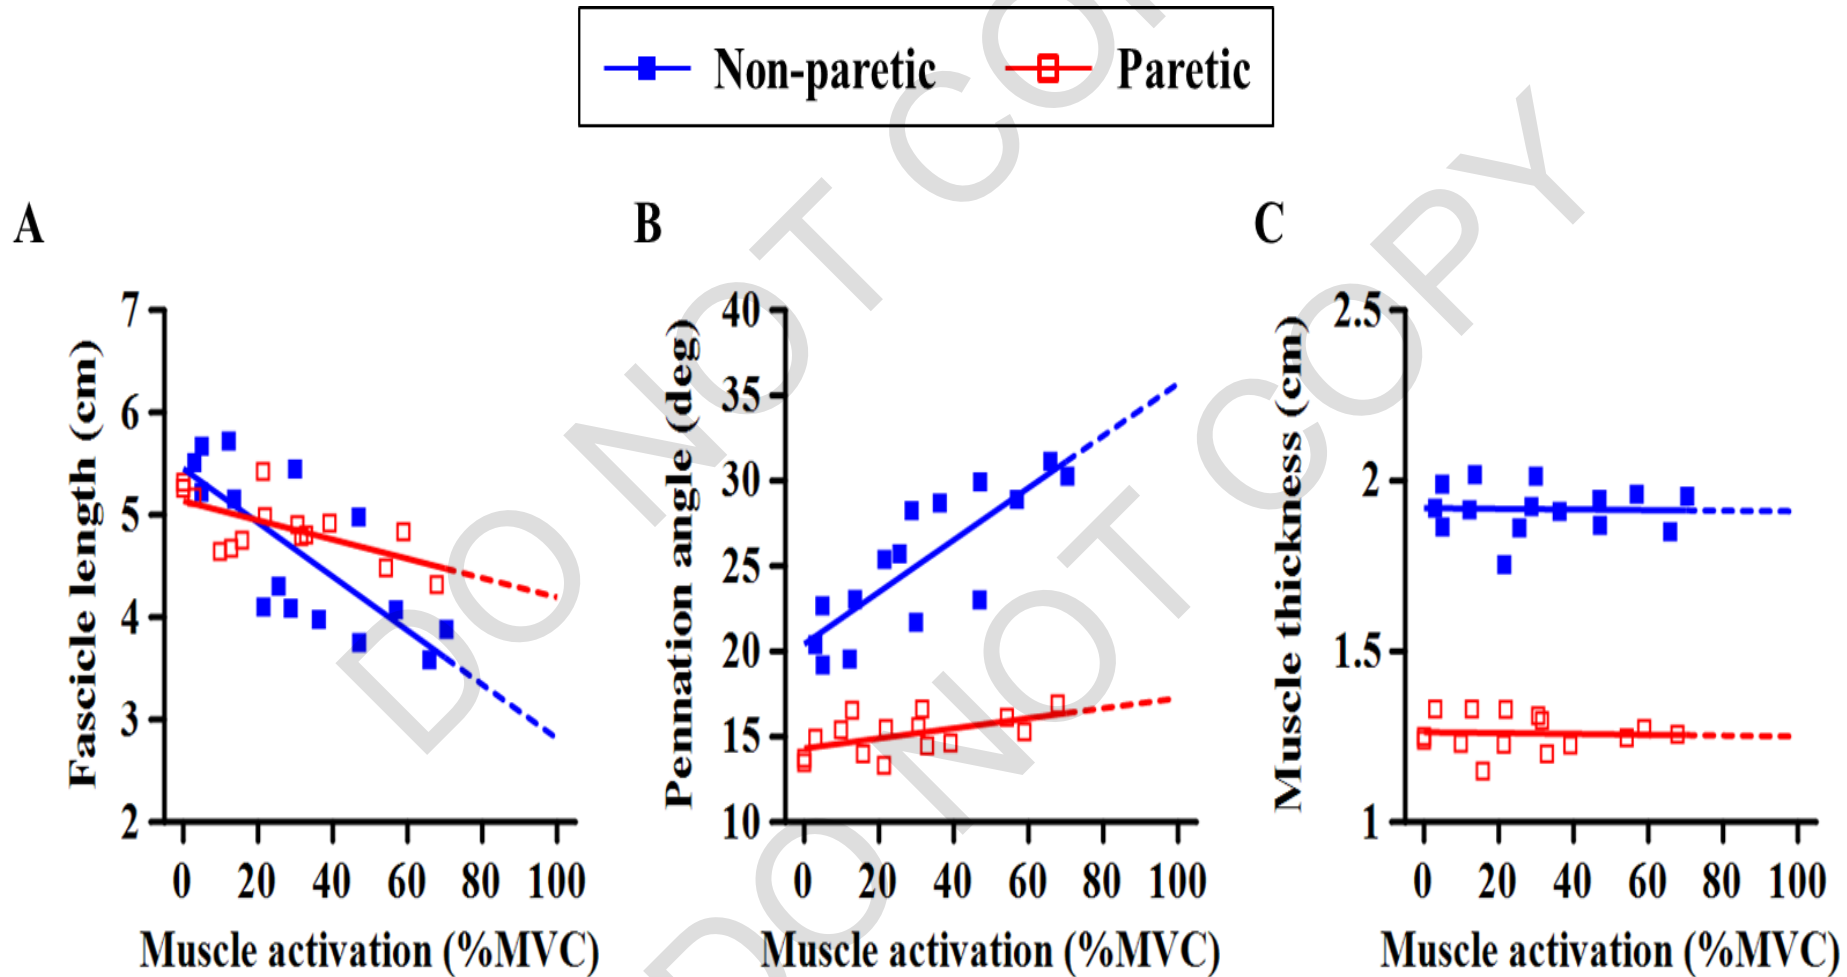 Non-paretic Paretic
A
B
C
Fascicle length (cm)
7
6
5
4
3
2
0 20 40 60 80 100
Muscle activation (%MVC)
Pennation angle (deg)
40
35
30
25
20
15
10
0 20 40 60 80 100
Muscle activation (%MVC)
Muscle thickness (cm)
2.5
2
1.5
1
0 20 40 60 80 100
Muscle activation (%MVC)
DO NOT COPY
DO NOT COPY